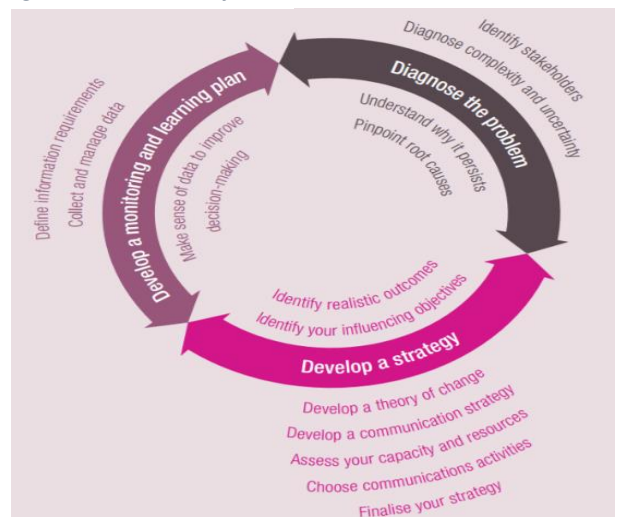 Identify stakeholders
Diagnose complexity and uncertainty
Diagnose the problem
Understand why it persists
Pinpoint root causes
Identify realistic outcomes
Identify your influencing objectives
Develop a strategy
Develop a theory of change
Develop a communication strategy
Assess your capacity and resources
Choose communications activities
Finalise your strategy
Define information requirements
Collect and manage data
Develop a monitoring and learning plan
Make sense of data to improve
decision-making